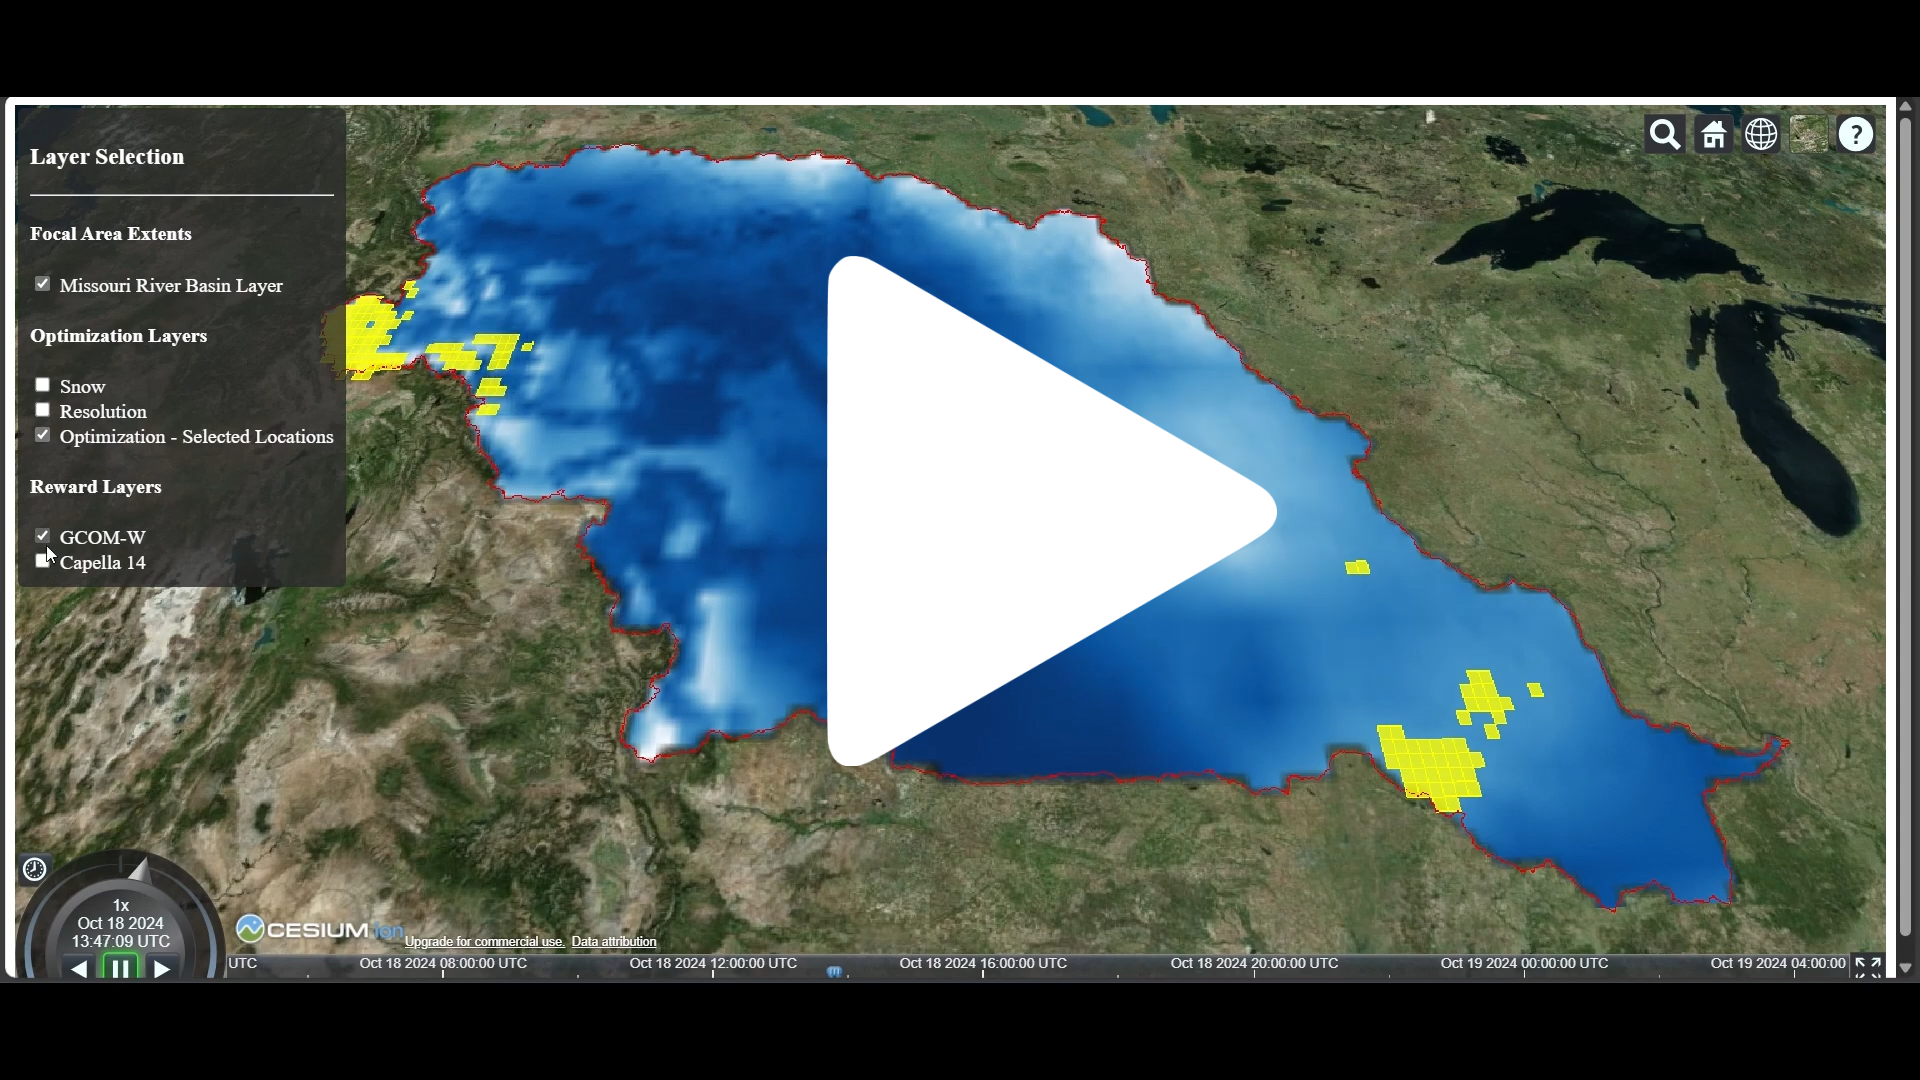 Layer Selection
Focal Area Extents
Missouri River Basin Layer
Optimization Layers
Snow
Resolution
Optimization - Selected Locations
Reward Layers
GCOM-W
Capella 14
?
1x
Oct 18 2024
13:47:09 UTC
CESIUM ion
Upgrade for commercial use. Data attribution
UTC Oct 18 2024 08:00:00 UTC Oct 18 2024 12:00:00 UTC Oct 18 2024 16:00:00 UTC Oct 18 2024 20:00:00 UTC Oct 19 2024 00:00:00 UTC Oct 19 2024 04:00:00